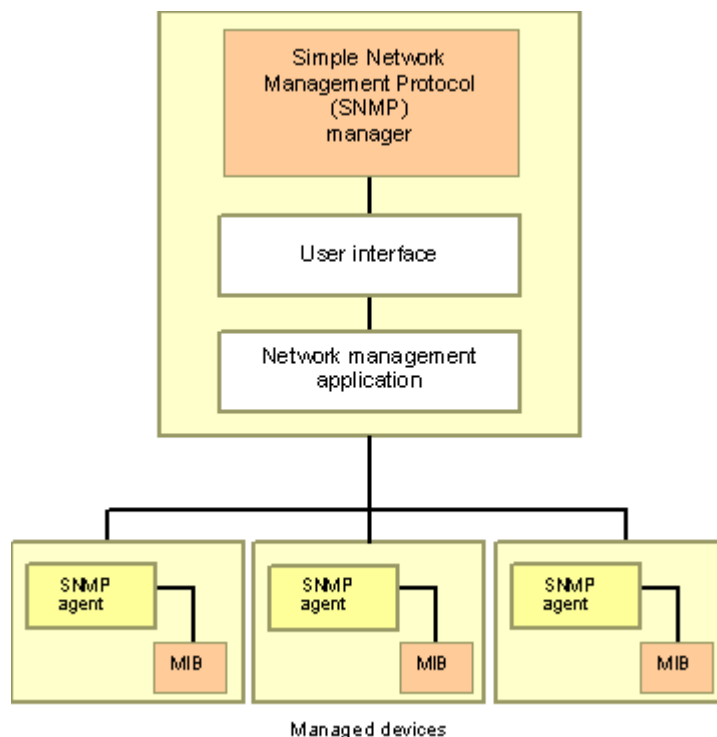 Simple Network
Management Protocol
(SNMP)
manager
User interface
Network management
application
SNMP
agent
MIB
SNMP
agent
MIB
SNMP
agent
MIB
Managed devices